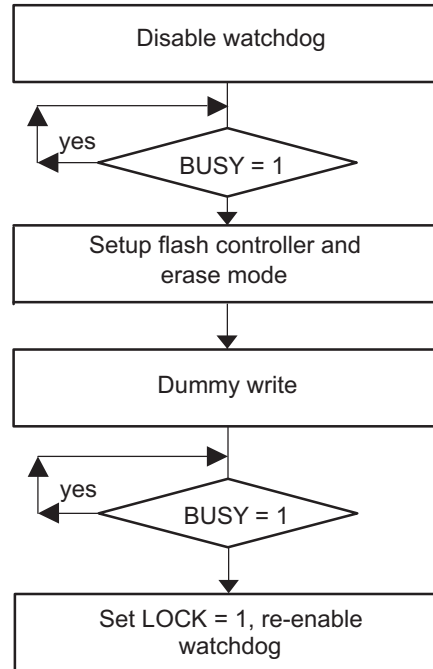 Disable watchdog
yes
BUSY = 1
Setup flash controller and
erase mode
Dummy write
yes
BUSY = 1
Set LOCK = 1, re-enable
watchdog